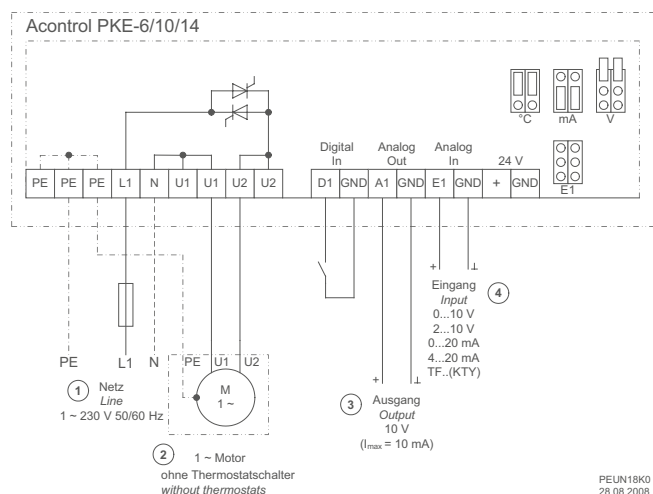 Acontrol PKE-6/10/14
°C mA V
Digital In
Analog Out
Analog In
24 V
E1
PE PE PE L1 N U1 U1 U2 U2
D1 GND A1 GND E1 GND + GND
+ ⊥
Eingang
Input
0...10 V
2...10 V
0...20 mA
4...20 mA
TF..(KTY)
4
PE L1 N
PE U1 U2
M
1 ~
1
Netz
Line
1 ~ 230 V 50/60 Hz
+ ⊥
3
Ausgang
Output
10 V
(Imax = 10 mA)
2
1 ~ Motor
ohne Thermostatschalter
without thermostats
PEUN18K0
28.08.2008